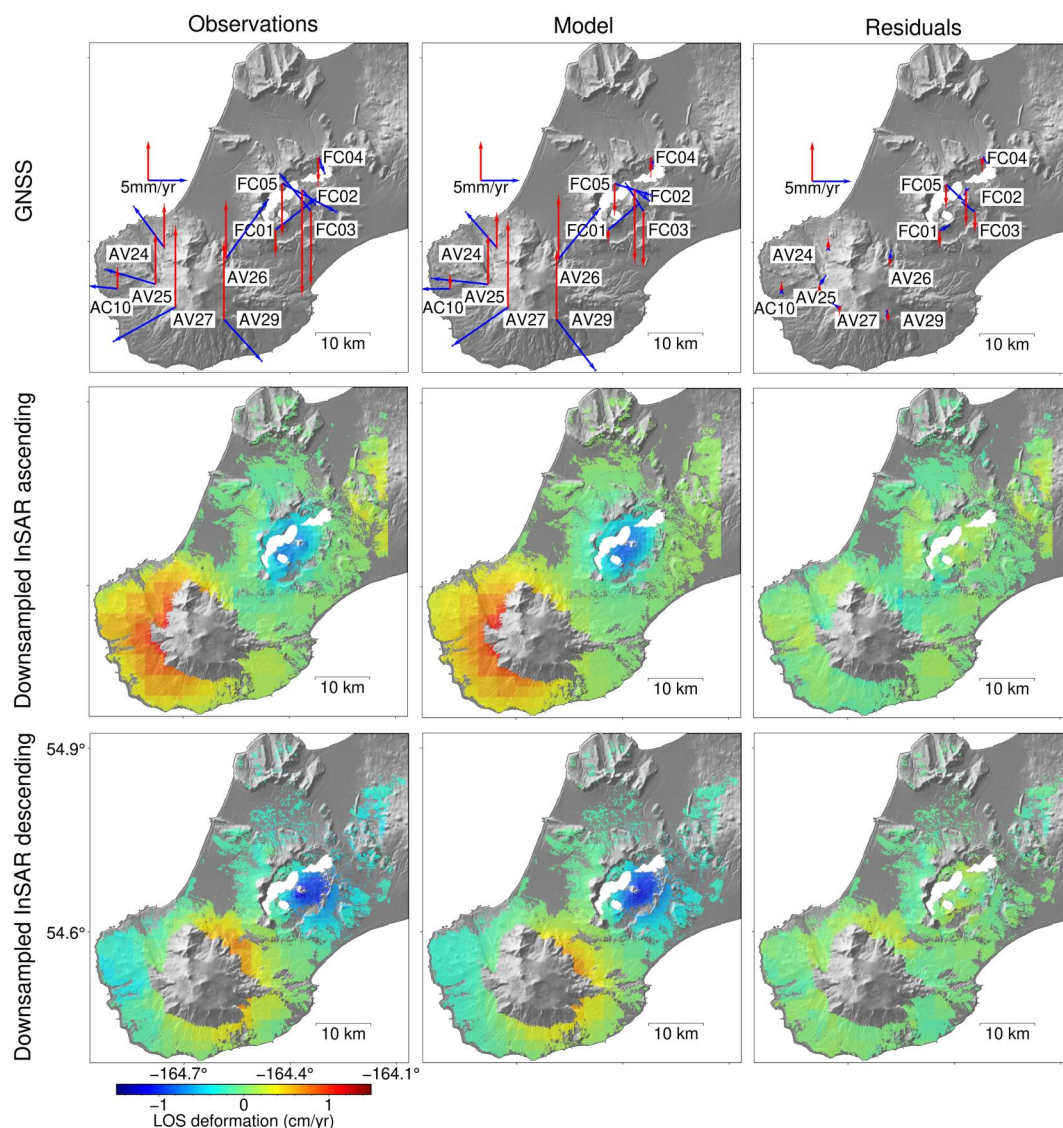 Observations
Model
Residuals
GNSS
5mm/yr
FC04
FC05
FC02
FC01
FC03
AV24
AV26
AV25
AC10
AV27
AV29
10 km
5mm/yr
FC04
FC05
FC02
FC01
FC03
AV24
AV26
AV25
AC10
AV27
AV29
10 km
5mm/yr
FC04
FC05
FC02
FC01
FC03
AV24
AV26
AV25
AC10
AV27
AV29
10 km
Downsampled InSAR ascending
10 km
10 km
10 km
Downsampled InSAR descending
54.9°
54.6°
10 km
10 km
10 km
−164.7°
−164.4°
−164.1°
−1
0
1
LOS deformation (cm/yr)